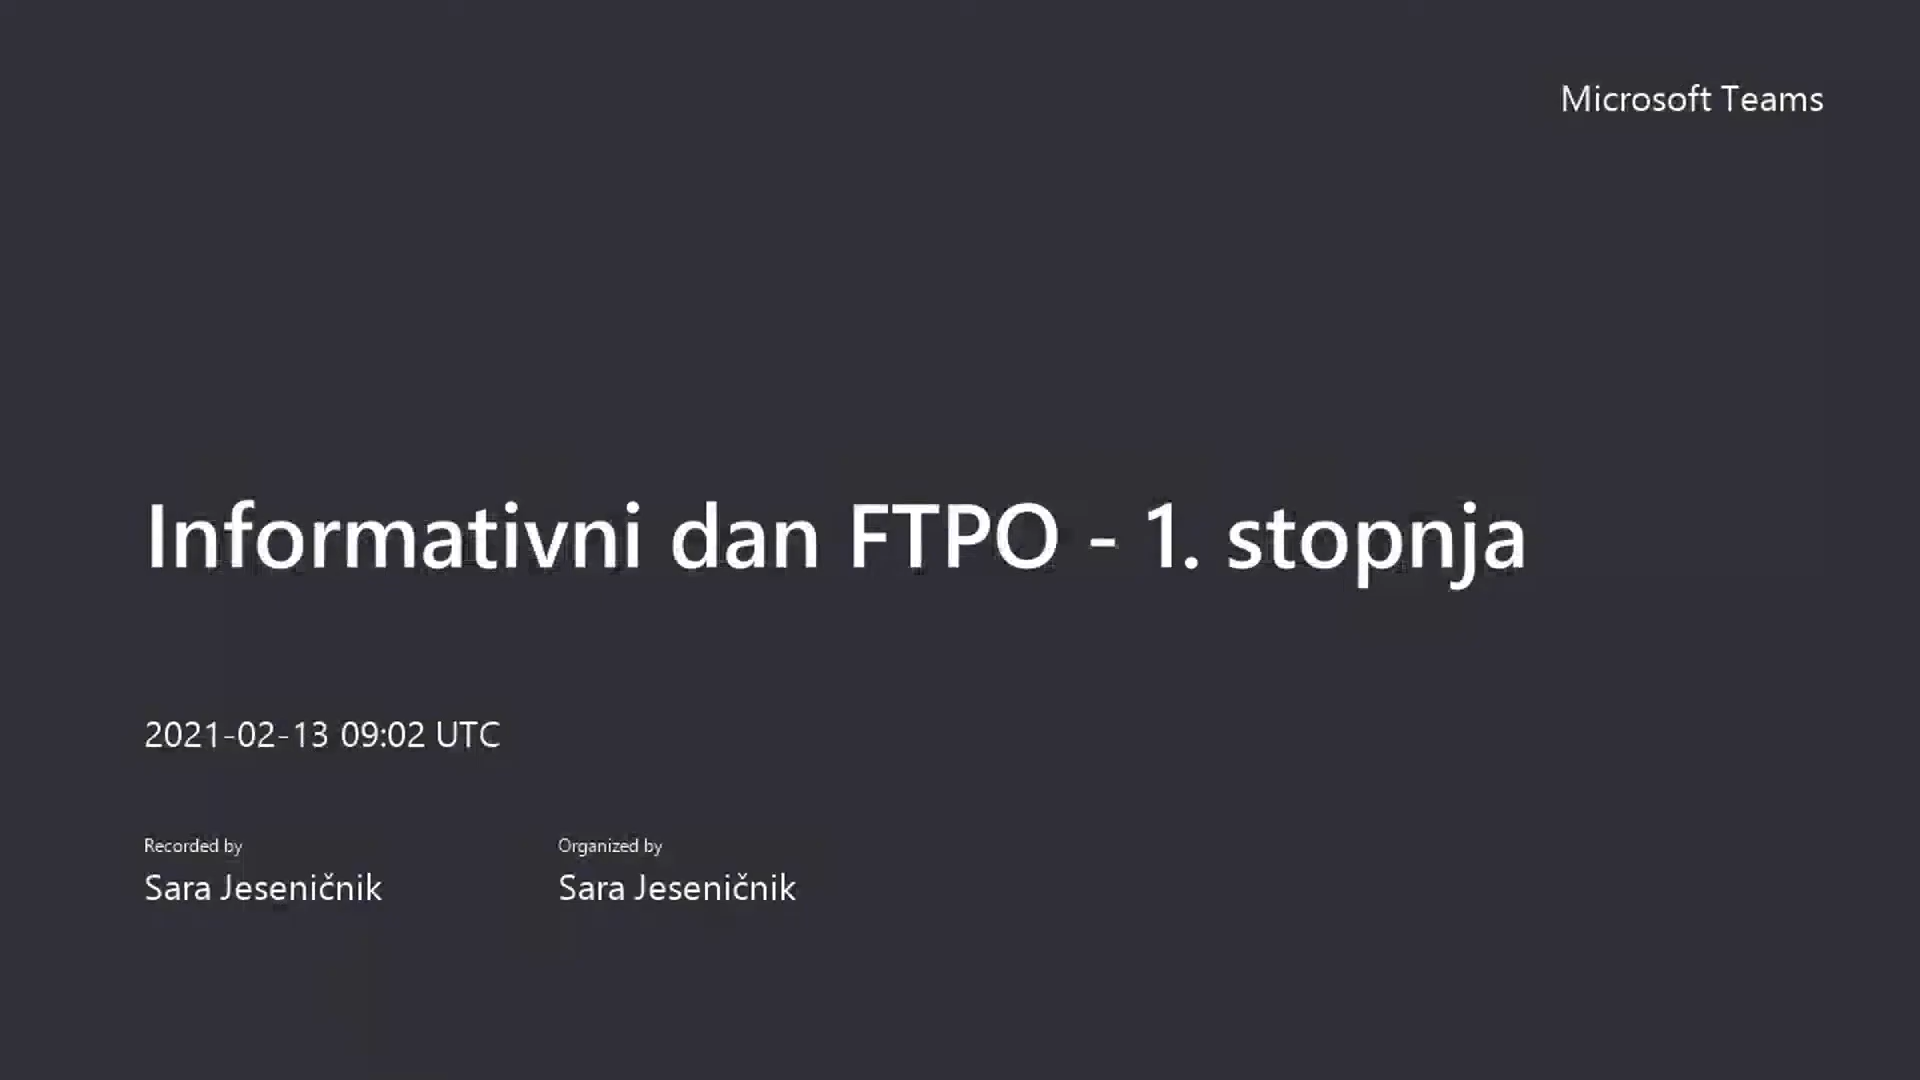 Microsoft Teams
Informativni dan FTPO - 1. stopnja
2021-02-13 09:02 UTC
Recorded by
Sara Jeseničnik
Organized by
Sara Jeseničnik